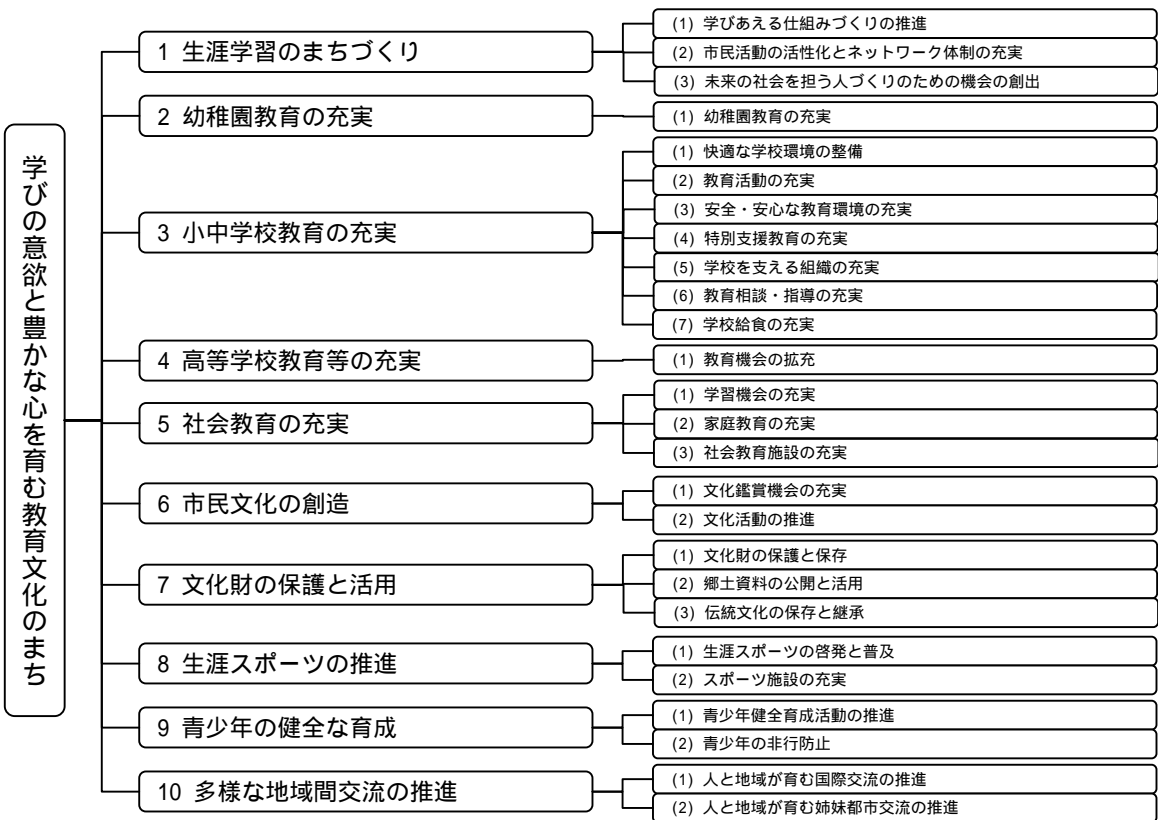 学びの意欲と豊かな心を育む教育文化のまち
1 生涯学習のまちづくり
(1) 学びあえる仕組みづくりの推進
(2) 市民活動の活性化とネットワーク体制の充実
(3) 未来の社会を担う人づくりのための機会の創出
2 幼稚園教育の充実
(1) 幼稚園教育の充実
3 小中学校教育の充実
(1) 快適な学校環境の整備
(2) 教育活動の充実
(3) 安全・安心な教育環境の充実
(4) 特別支援教育の充実
(5) 学校を支える組織の充実
(6) 教育相談・指導の充実
(7) 学校給食の充実
4 高等学校教育等の充実
(1) 教育機会の拡充
5 社会教育の充実
(1) 学習機会の充実
(2) 家庭教育の充実
(3) 社会教育施設の充実
6 市民文化の創造
(1) 文化鑑賞機会の充実
(2) 文化活動の推進
7 文化財の保護と活用
(1) 文化財の保護と保存
(2) 郷土資料の公開と活用
(3) 伝統文化の保存と継承
8 生涯スポーツの推進
(1) 生涯スポーツの啓発と普及
(2) スポーツ施設の充実
9 青少年の健全な育成
(1) 青少年健全育成活動の推進
(2) 青少年の非行防止
10 多様な地域間交流の推進
(1) 人と地域が育む国際交流の推進
(2) 人と地域が育む姉妹都市交流の推進